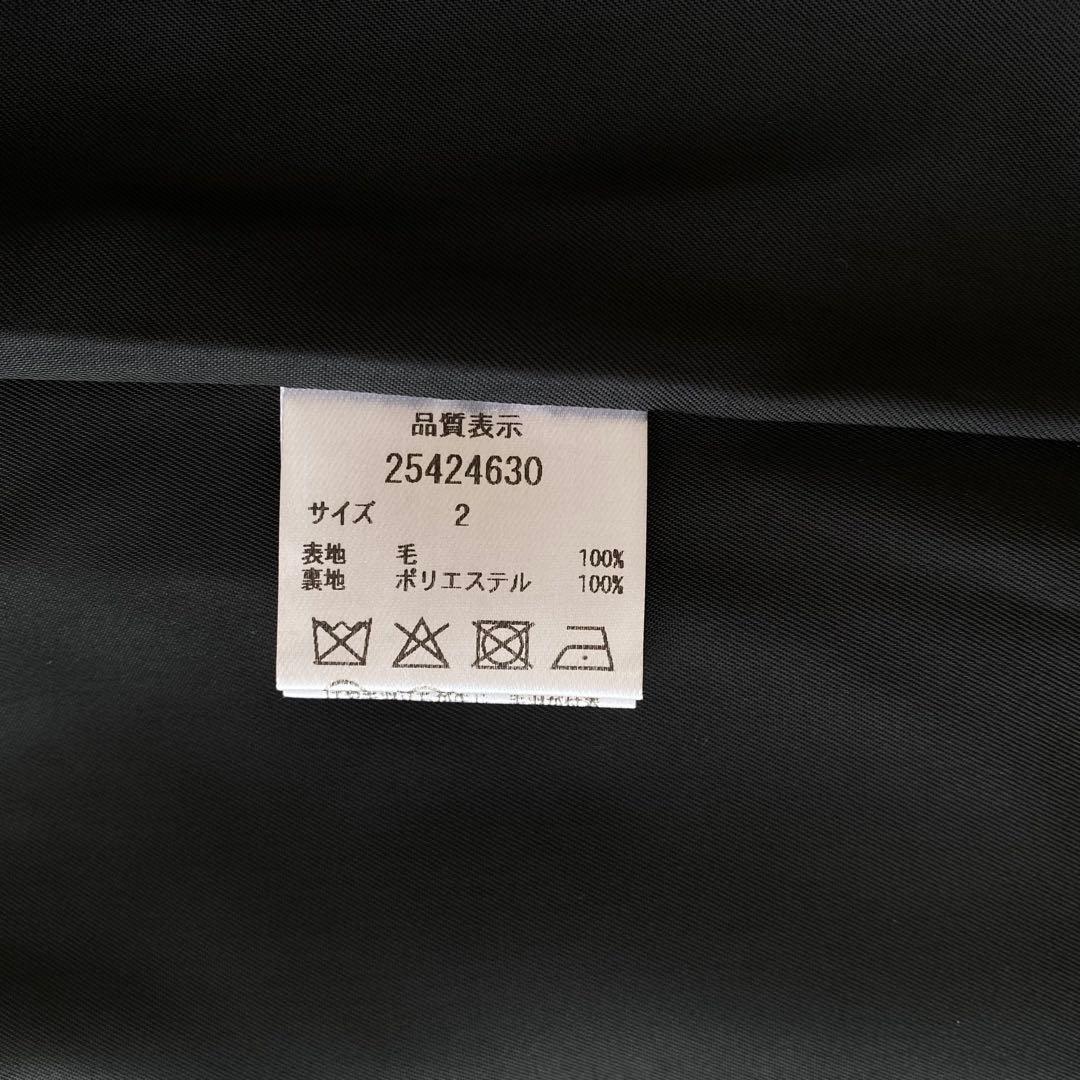 品質表示
25424630
サイズ 2
表地 毛 100%
裏地 ポリエステル 100%